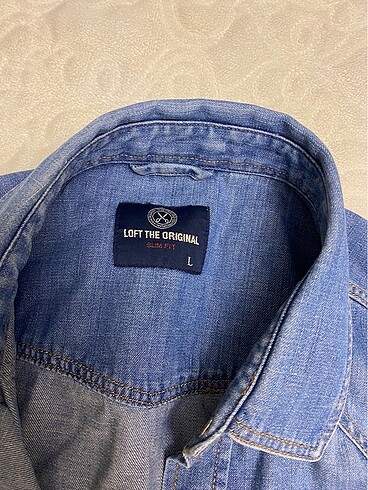 LOFT THE ORIGINAL
SLIM FIT
L